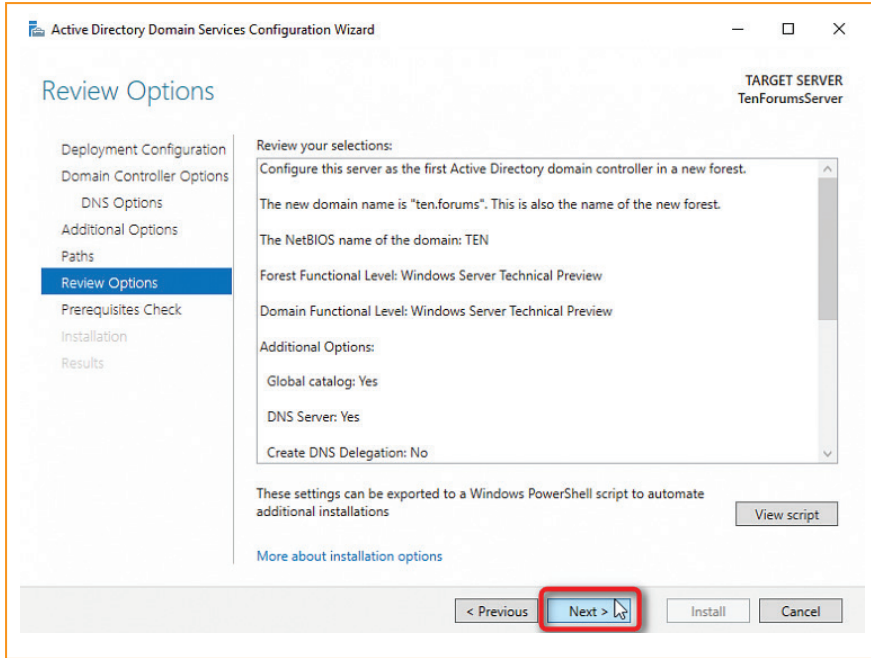 Active Directory Domain Services Configuration Wizard
Review Options
TARGET SERVER
TenForumsServer
Deployment Configuration
Domain Controller Options
DNS Options
Additional Options
Paths
Review Options
Prerequisites Check
Installation
Results
Review your selections:
Configure this server as the first Active Directory domain controller in a new forest.
The new domain name is "ten.forums". This is also the name of the new forest.
The NetBIOS name of the domain: TEN
Forest Functional Level: Windows Server Technical Preview
Domain Functional Level: Windows Server Technical Preview
Additional Options:
Global catalog: Yes
DNS Server: Yes
Create DNS Delegation: No
These settings can be exported to a Windows PowerShell script to automate
additional installations
View script
More about installation options
< Previous
Next >
Install
Cancel